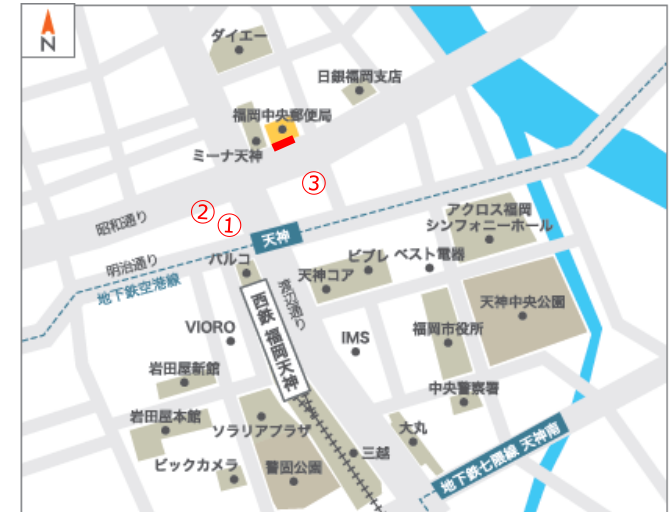 N
ダイエー
日銀福岡支店
福岡中央郵便局
ミーナ天神
③
②
①
昭和通り
明治通り
地下鉄空港線
天神
アクロス福岡
シンフォニーホール
パルコ
渡辺通り
天神コア
ビブレ
ベスト電器
西鉄 福岡天神
天神中央公園
VIORO
IMS
福岡市役所
岩田屋新館
中央警察署
岩田屋本館
ソラリアプラザ
大丸
ビックカメラ
警固公園
三越
地下鉄七隈線 天神南